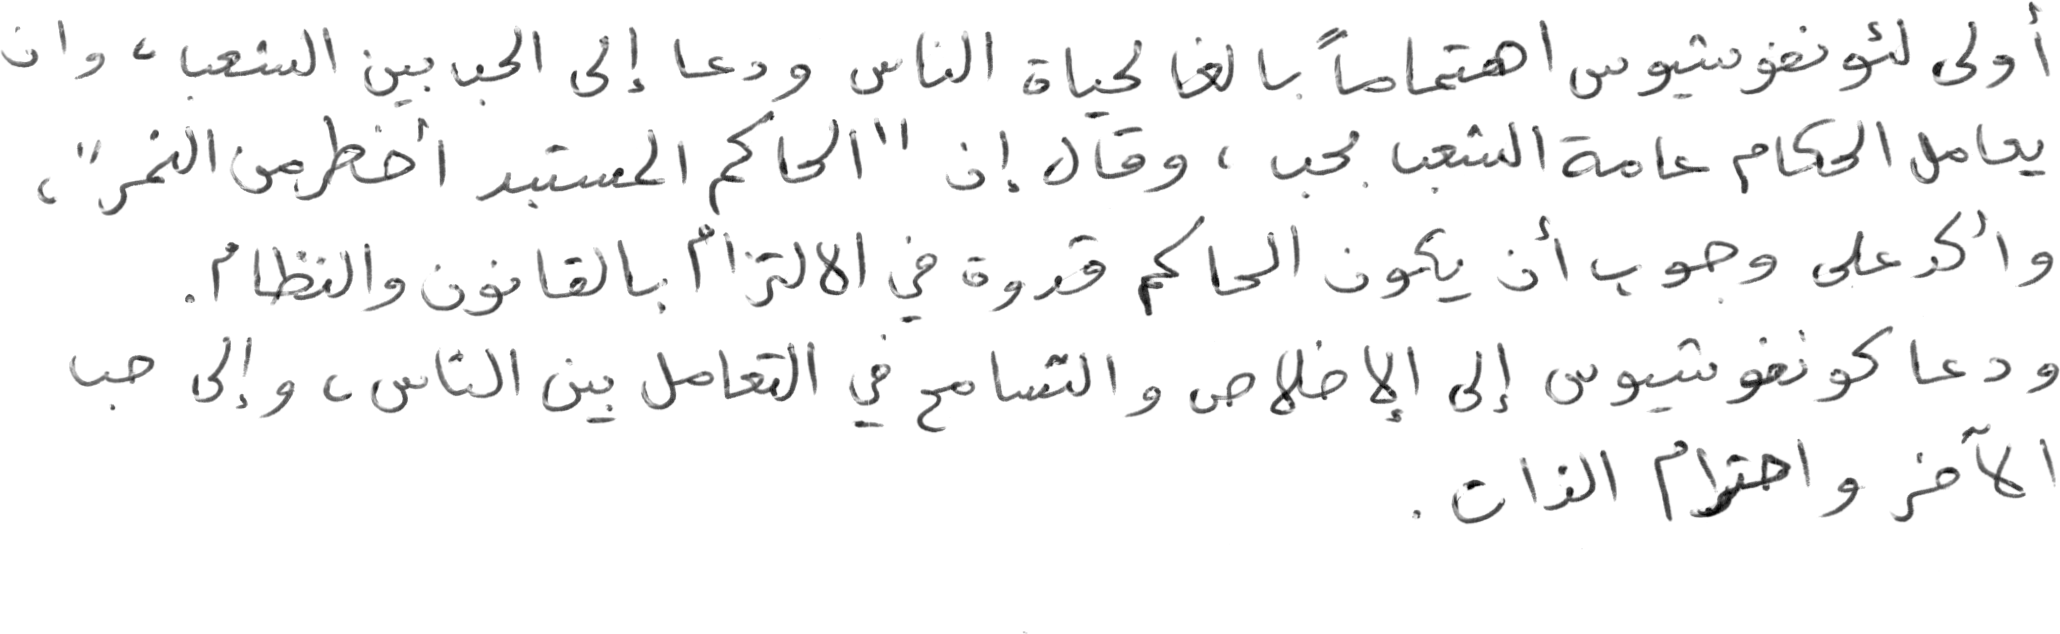 أولى لئونفوشيوس اهتماماً بالغا لحياة الناس ودعا إلى الحب بين الشعب، وان
يعامل الحكام عامة الشعب بحب، وقال إن "الحاكم المستبد أخطر من النمر"،
وأكد على وجوب أن يكون الحاكم قدوة في الالتزام بالقانون والنظام.
ودعا كونفوشيوس إلى الإخلاص والتسامح في التعامل بين الناس، وإلى حب
الآخر واحترام الذات.